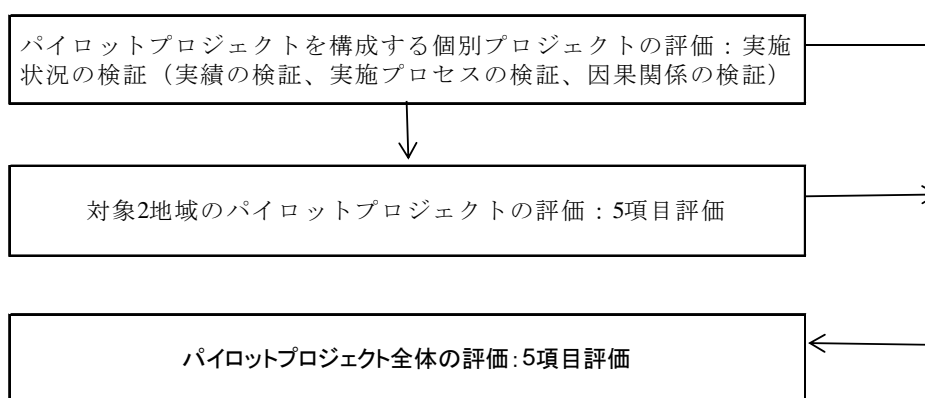 パイロットプロジェクトを構成する個別プロジェクトの評価：実施
状況の検証（実績の検証、実施プロセスの検証、因果関係の検証）
対象2地域のパイロットプロジェクトの評価：5項目評価
パイロットプロジェクト全体の評価：5項目評価